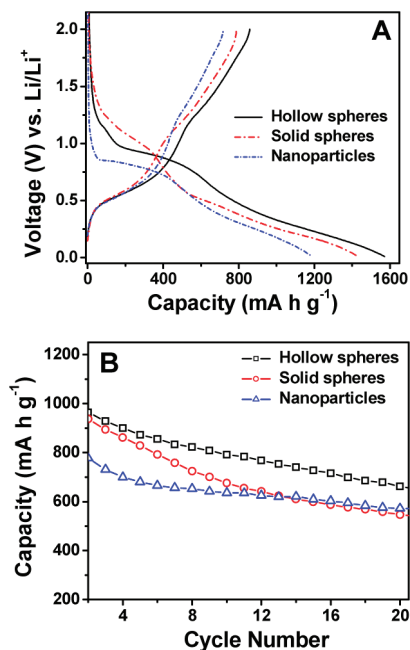 A
2.0
1.5
1.0
0.5
0.0
Voltage (V) vs. Li/Li⁺
Hollow spheres
Solid spheres
Nanoparticles
0 400 800 1200 1600
Capacity (mA h g⁻¹)
B
1200
1000
800
600
400
200
Capacity (mA h g⁻¹)
Hollow spheres
Solid spheres
Nanoparticles
4 8 12 16 20
Cycle Number